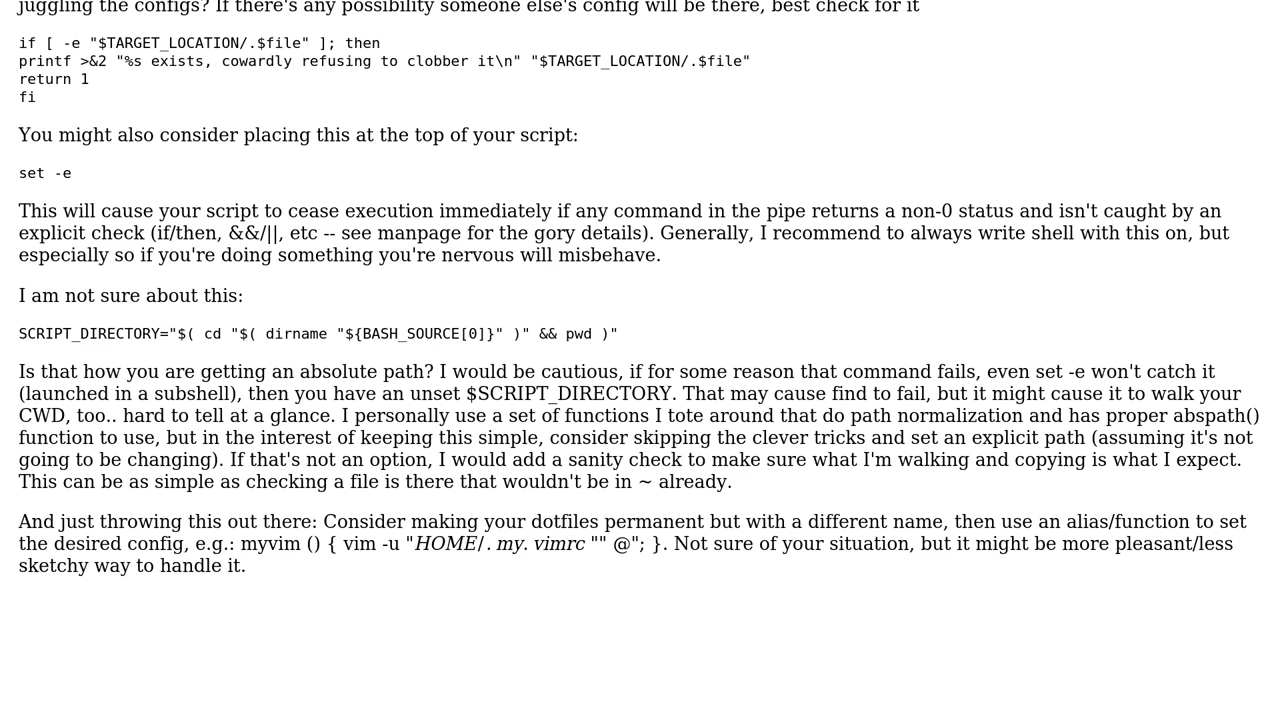 juggling the configs? If there's any possibility someone else's config will be there, best check for it
if [ -e "$TARGET_LOCATION/.$file" ]; then
printf >&2 "%s exists, cowardly refusing to clobber it\n" "$TARGET_LOCATION/.$file"
return 1
fi
You might also consider placing this at the top of your script:
set -e
This will cause your script to cease execution immediately if any command in the pipe returns a non-0 status and isn't caught by an
explicit check (if/then, &&/||, etc -- see manpage for the gory details). Generally, I recommend to always write shell with this on, but
especially so if you're doing something you're nervous will misbehave.
I am not sure about this:
SCRIPT_DIRECTORY="$( cd "$( dirname "${BASH_SOURCE[0]}" )" && pwd )"
Is that how you are getting an absolute path? I would be cautious, if for some reason that command fails, even set -e won't catch it
(launched in a subshell), then you have an unset $SCRIPT_DIRECTORY. That may cause find to fail, but it might cause it to walk your
CWD, too.. hard to tell at a glance. I personally use a set of functions I tote around that do path normalization and has proper abspath()
function to use, but in the interest of keeping this simple, consider skipping the clever tricks and set an explicit path (assuming it's not
going to be changing). If that's not an option, I would add a sanity check to make sure what I'm walking and copying is what I expect.
This can be as simple as checking a file is there that wouldn't be in ~ already.
And just throwing this out there: Consider making your dotfiles permanent but with a different name, then use an alias/function to set
the desired config, e.g.: myvim () { vim -u "HOME/. my. vimrc "" @"; }. Not sure of your situation, but it might be more pleasant/less
sketchy way to handle it.